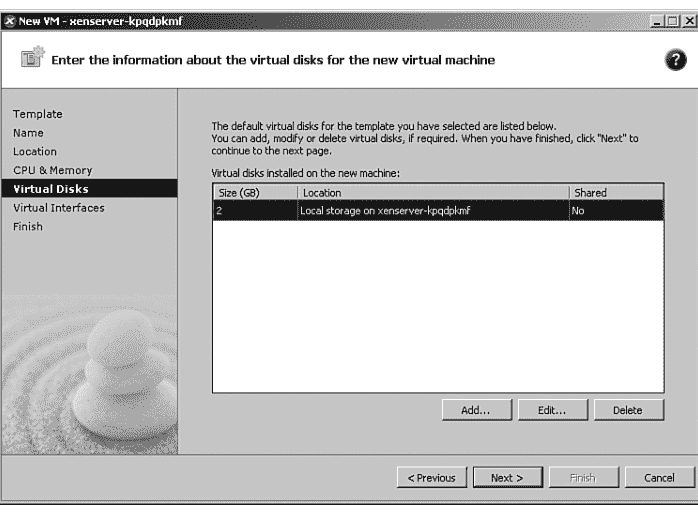 New VM - xenserver-kpqdpkmf
Enter the information about the virtual disks for the new virtual machine
?
Template
Name
Location
CPU & Memory
Virtual Disks
Virtual Interfaces
Finish
The default virtual disks for the template you have selected are listed below.
You can add, modify or delete virtual disks, if required. When you have finished, click "Next" to
continue to the next page.
Virtual disks installed on the new machine:
Size (GB) Location Shared
2 Local storage on xenserver-kpqdpkmf No
Add... Edit... Delete
< Previous Next > Finish Cancel